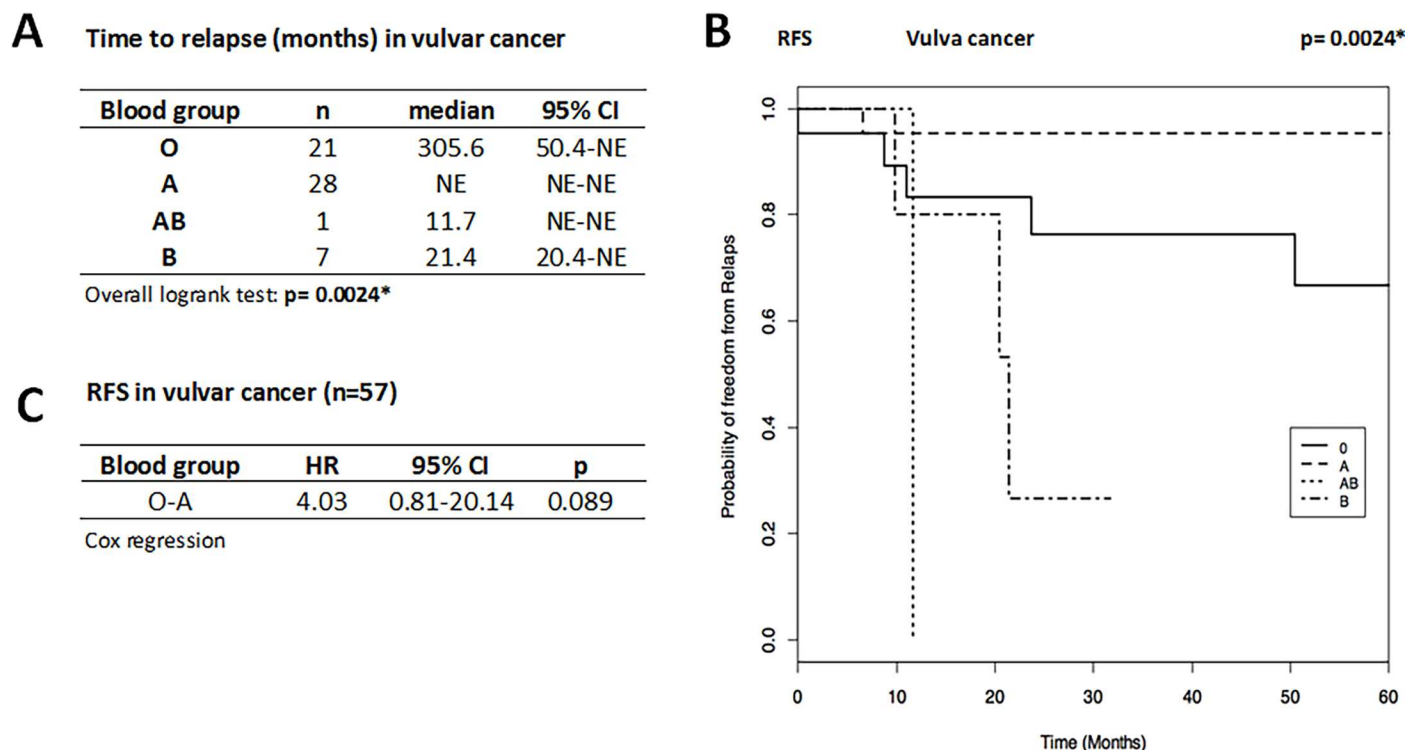 A
Time to relapse (months) in vulvar cancer
Blood group n median 95% CI
O 21 305.6 50.4-NE
A 28 NE NE-NE
AB 1 11.7 NE-NE
B 7 21.4 20.4-NE
Overall logrank test: p= 0.0024*
C
RFS in vulvar cancer (n=57)
Blood group HR 95% CI p
O-A 4.03 0.81-20.14 0.089
Cox regression
B
RFS Vulva cancer p= 0.0024*
Probability of freedom from Relaps
1.0
0.8
0.6
0.4
0.2
0.0
0
A
AB
B
0 10 20 30 40 50 60
Time (Months)